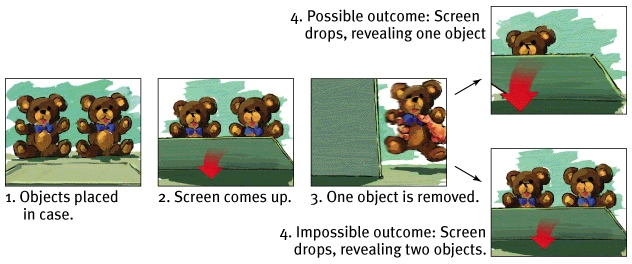 1. Objects placed
in case.
2. Screen comes up.
3. One object is removed.
4. Possible outcome: Screen
drops, revealing one object
4. Impossible outcome: Screen
drops, revealing two objects.